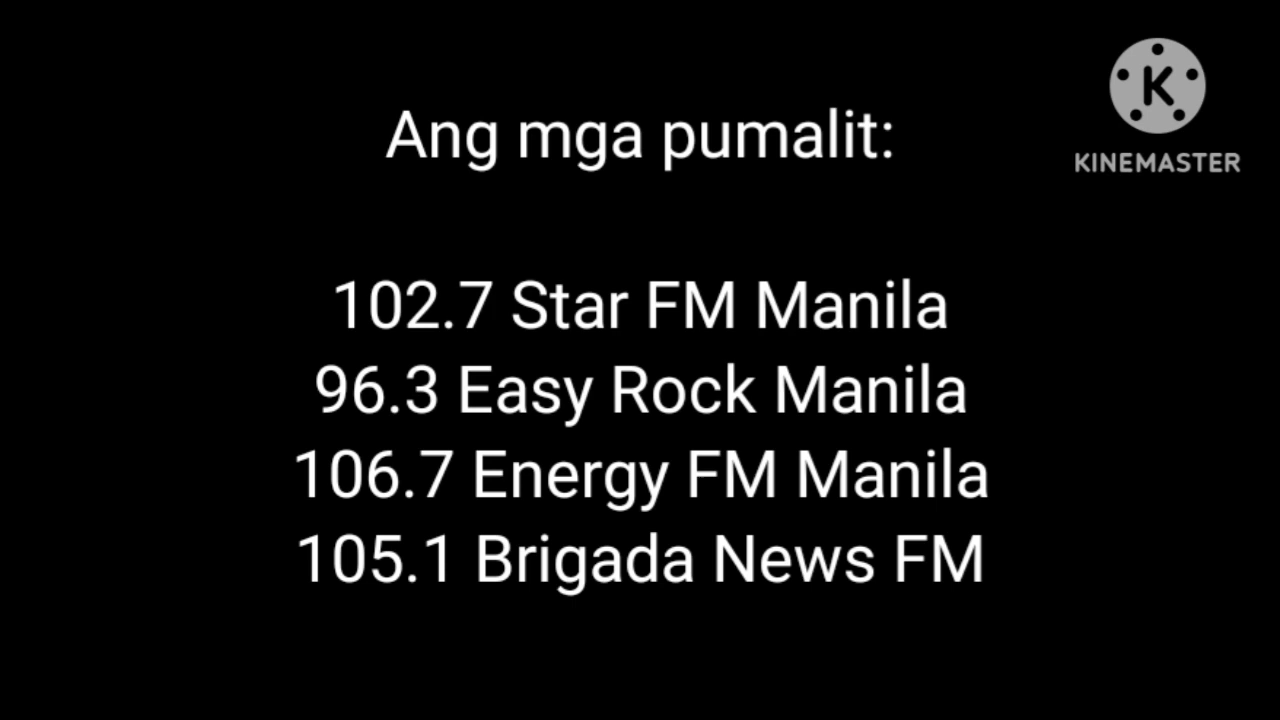 Ang mga pumalit:
102.7 Star FM Manila
96.3 Easy Rock Manila
106.7 Energy FM Manila
105.1 Brigada News FM
K
KINEMASTER